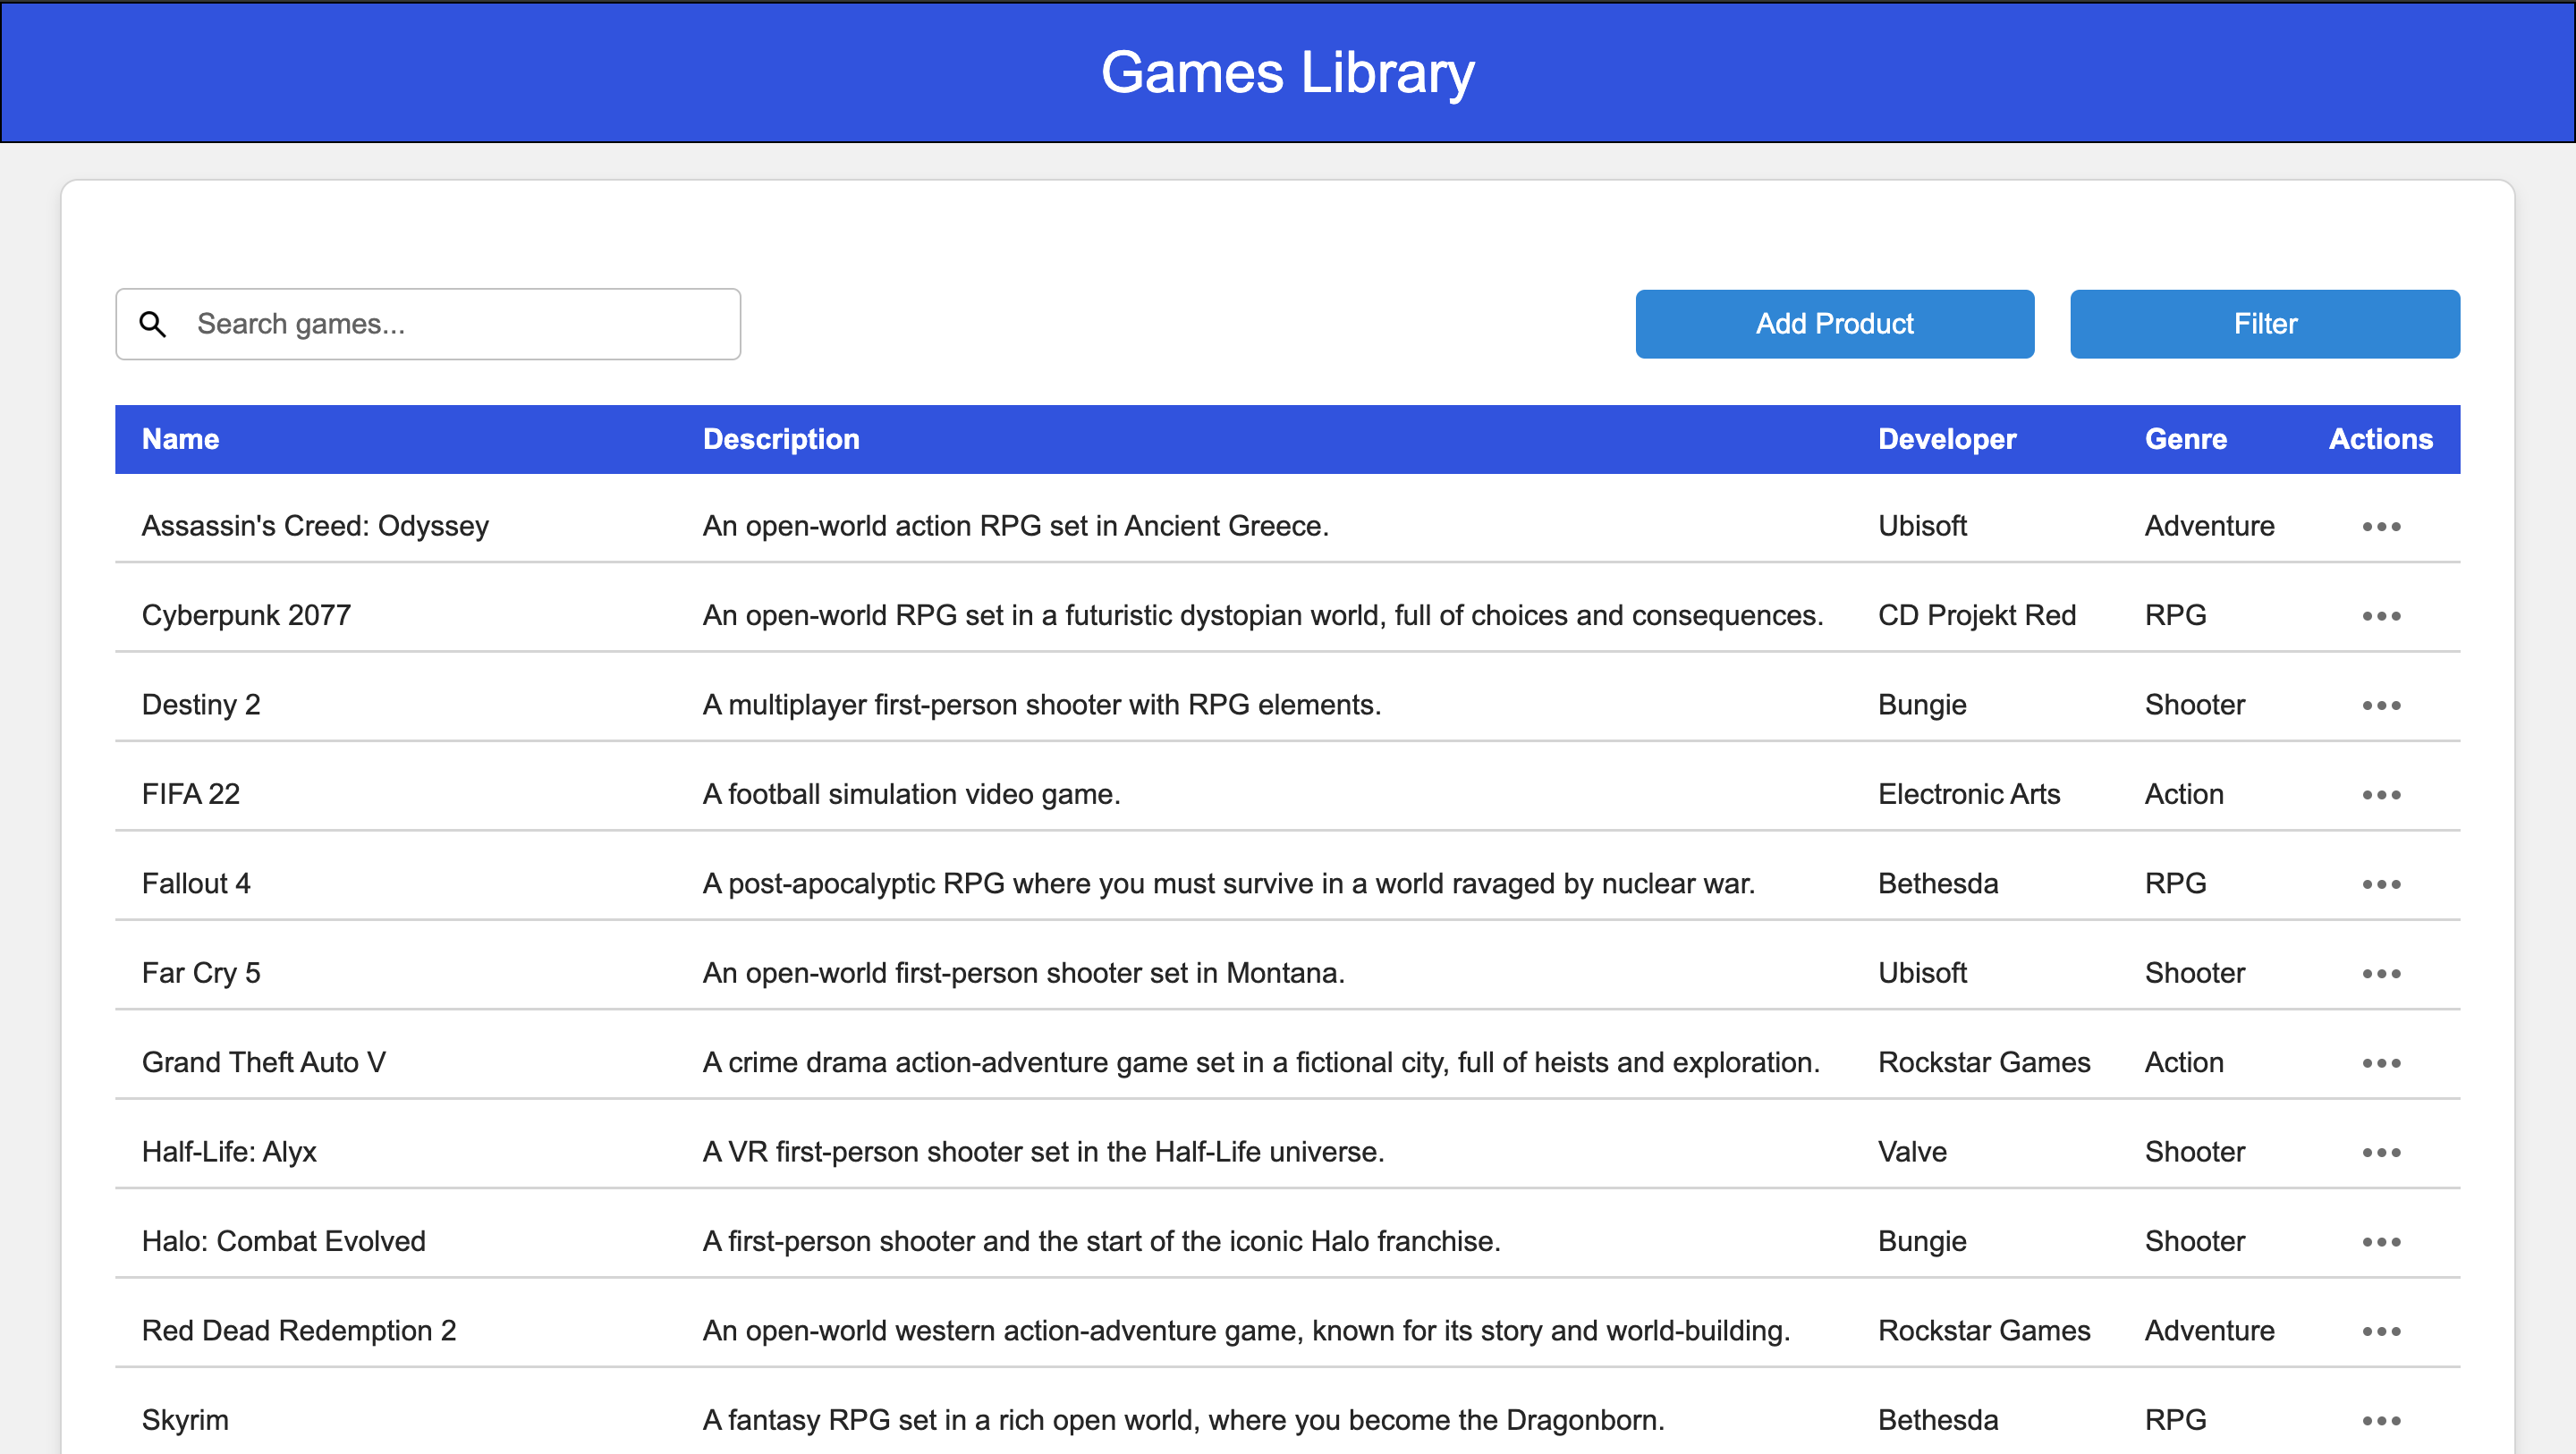 Games Library
Search games...
Add Product
Filter
Name Description Developer Genre Actions
Assassin's Creed: Odyssey An open-world action RPG set in Ancient Greece. Ubisoft Adventure
Cyberpunk 2077 An open-world RPG set in a futuristic dystopian world, full of choices and consequences. CD Projekt Red RPG
Destiny 2 A multiplayer first-person shooter with RPG elements. Bungie Shooter
FIFA 22 A football simulation video game. Electronic Arts Action
Fallout 4 A post-apocalyptic RPG where you must survive in a world ravaged by nuclear war. Bethesda RPG
Far Cry 5 An open-world first-person shooter set in Montana. Ubisoft Shooter
Grand Theft Auto V A crime drama action-adventure game set in a fictional city, full of heists and exploration. Rockstar Games Action
Half-Life: Alyx A VR first-person shooter set in the Half-Life universe. Valve Shooter
Halo: Combat Evolved A first-person shooter and the start of the iconic Halo franchise. Bungie Shooter
Red Dead Redemption 2 An open-world western action-adventure game, known for its story and world-building. Rockstar Games Adventure
Skyrim A fantasy RPG set in a rich open world, where you become the Dragonborn. Bethesda RPG